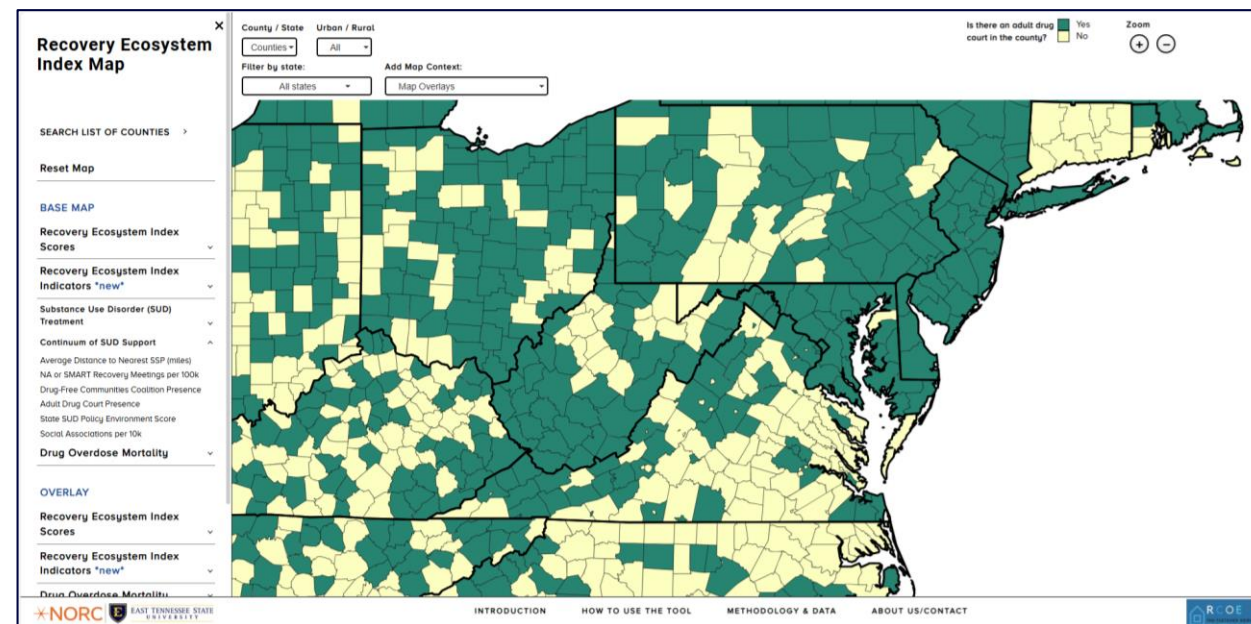 ×
Recovery Ecosystem
Index Map
SEARCH LIST OF COUNTIES >
Reset Map
BASE MAP
Recovery Ecosystem Index
Scores
Recovery Ecosystem Index
Indicators *new*
Substance Use Disorder (SUD)
Treatment
Continuum of SUD Support
Average Distance to Nearest SSP (miles)
NA or SMART Recovery Meetings per 100k
Drug-Free Communities Coalition Presence
Adult Drug Court Presence
State SUD Policy Environment Score
Social Associations per 10k
Drug Overdose Mortality
OVERLAY
Recovery Ecosystem Index
Scores
Recovery Ecosystem Index
Indicators *new*
Drug Overdose Mortality
County / State Urban / Rural
Counties All
Filter by state: Add Map Context:
All states Map Overlays
Is there an adult drug
court in the county?
Yes
No
Zoom
+ −
NORC E EAST TENNESSEE STATE
UNIVERSITY
INTRODUCTION HOW TO USE THE TOOL METHODOLOGY & DATA ABOUT US/CONTACT
RCOE